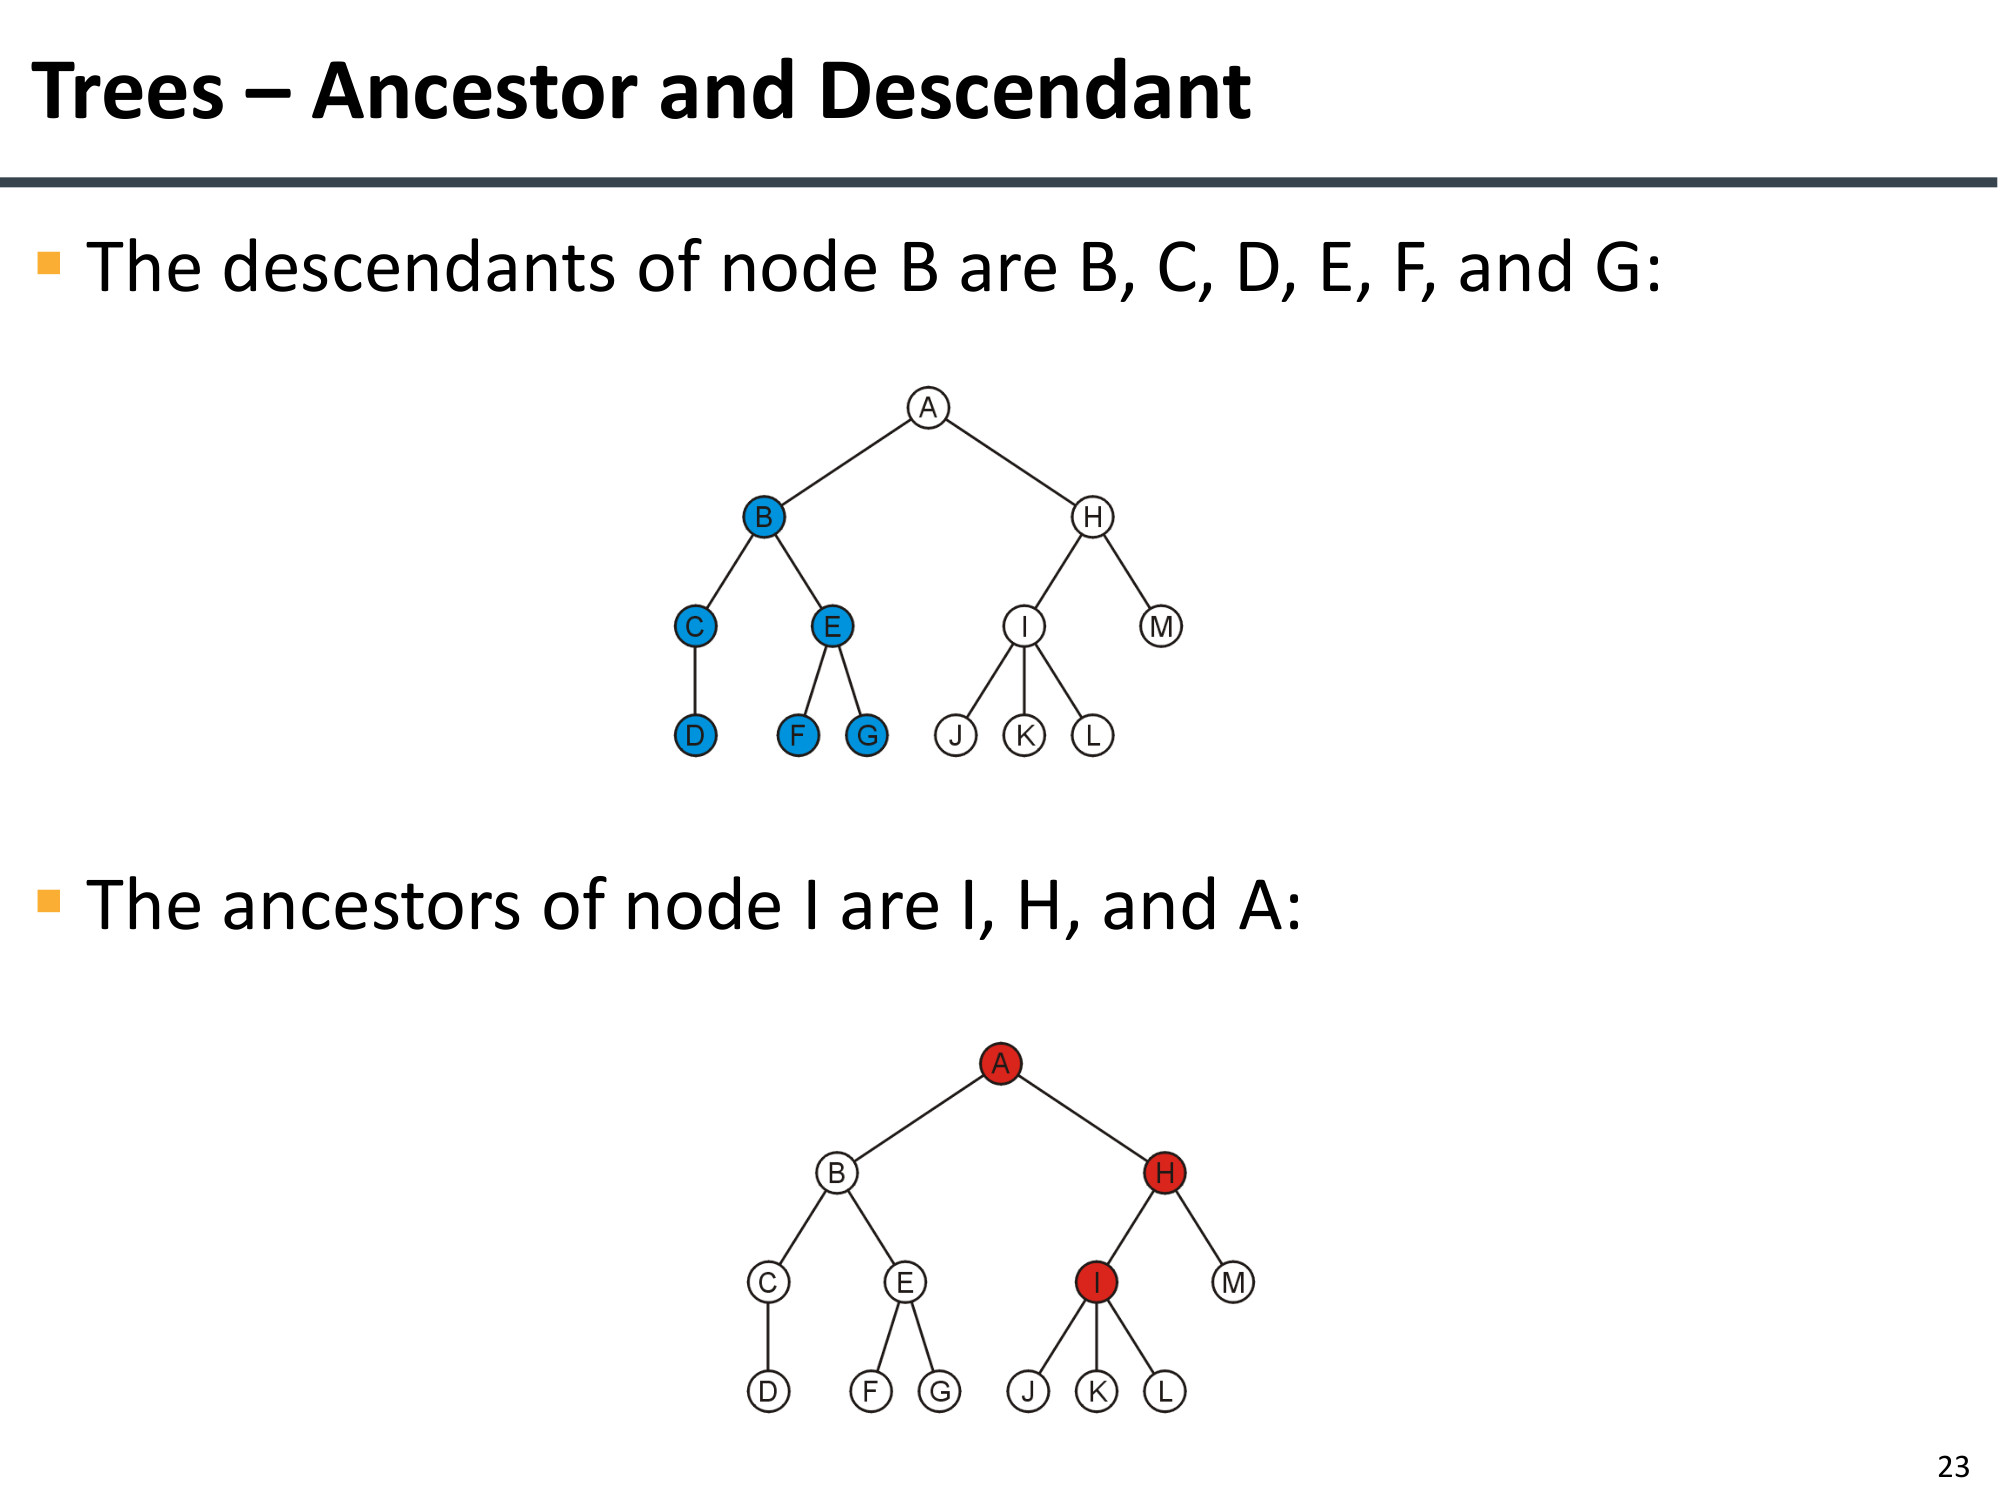 Trees – Ancestor and Descendant
The descendants of node B are B, C, D, E, F, and G:
A
B H
C E I M
D F G J K L
The ancestors of node I are I, H, and A:
A
B H
C E I M
D F G J K L
23